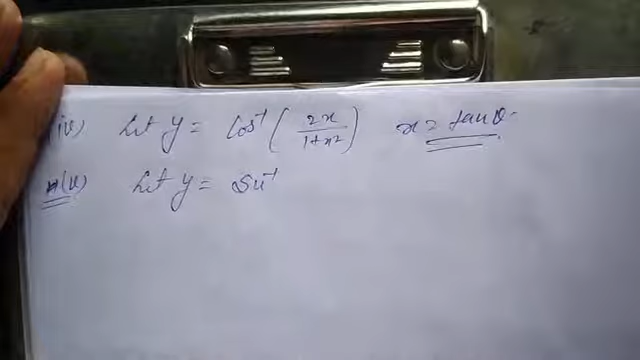 (iv) Let y = Cos⁻¹ (2x/1+x²) x = tanθ
(v) Let y = Sin⁻¹